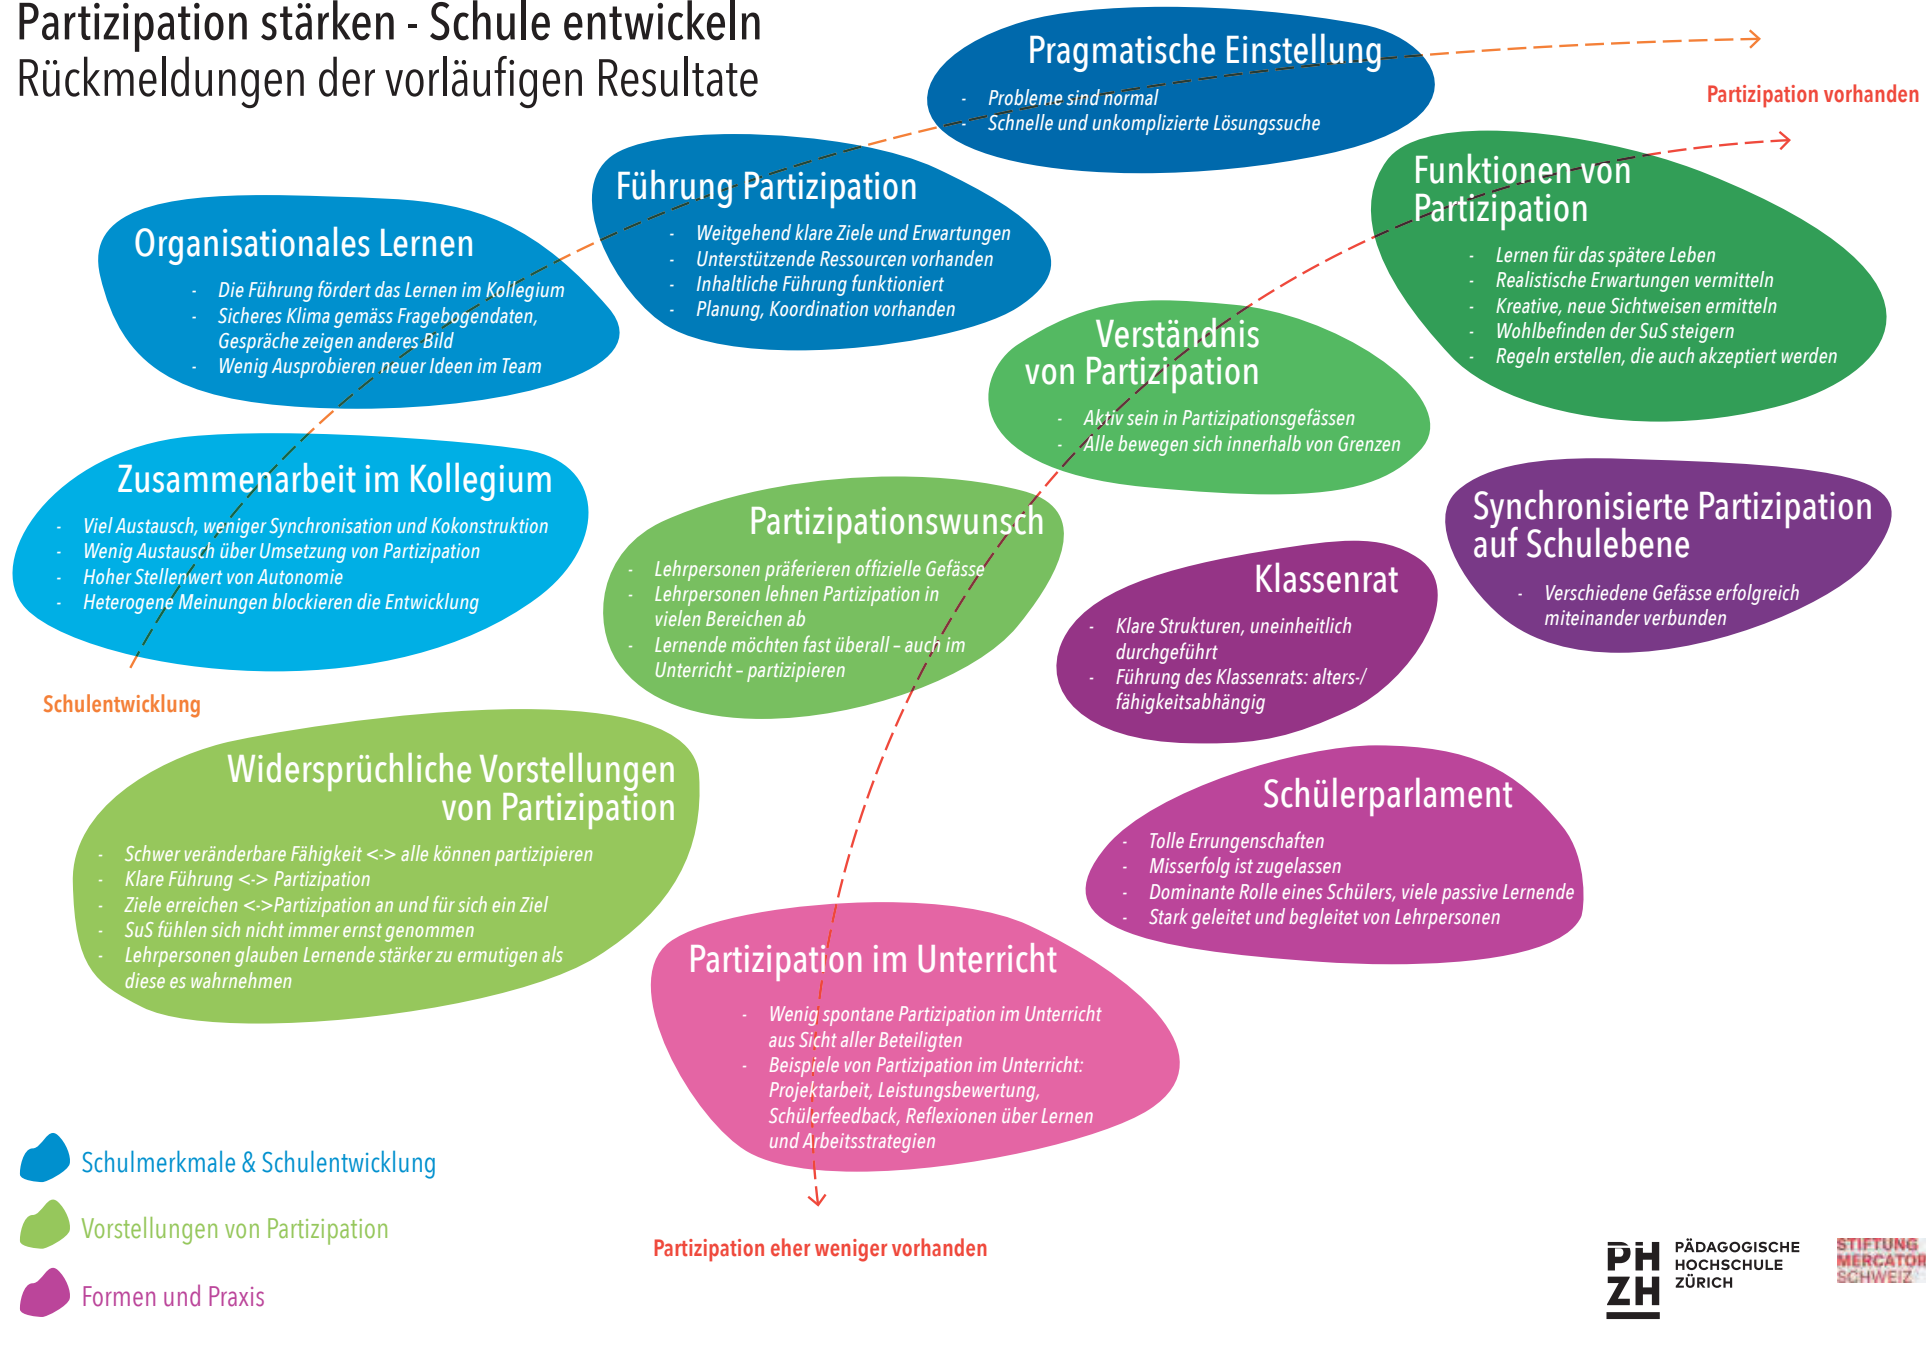 Partizipation stärken - Schule entwickeln
Rückmeldungen der vorläufigen Resultate
Pragmatische Einstellung
- Probleme sind normal
- Schnelle und unkomplizierte Lösungssuche
Partizipation vorhanden
Führung Partizipation
- Weitgehend klare Ziele und Erwartungen
- Unterstützende Ressourcen vorhanden
- Inhaltliche Führung funktioniert
- Planung, Koordination vorhanden
Funktionen von
Partizipation
- Lernen für das spätere Leben
- Realistische Erwartungen vermitteln
- Kreative, neue Sichtweisen ermitteln
- Wohlbefinden der SuS steigern
- Regeln erstellen, die auch akzeptiert werden
Organisationales Lernen
- Die Führung fördert das Lernen im Kollegium
- Sicheres Klima gemäss Fragebogendaten,
Gespräche zeigen anderes Bild
- Wenig Ausprobieren neuer Ideen im Team
Verständnis
von Partizipation
- Aktiv sein in Partizipationsgefässen
- Alle bewegen sich innerhalb von Grenzen
Zusammenarbeit im Kollegium
- Viel Austausch, weniger Synchronisation und Kokonstruktion
- Wenig Austausch über Umsetzung von Partizipation
- Hoher Stellenwert von Autonomie
- Heterogene Meinungen blockieren die Entwicklung
Schulentwicklung
Partizipationswunsch
- Lehrpersonen präferieren offizielle Gefässe
- Lehrpersonen lehnen Partizipation in
vielen Bereichen ab
- Lernende möchten fast überall – auch im
Unterricht – partizipieren
Synchronisierte Partizipation
auf Schulebene
- Verschiedene Gefässe erfolgreich
miteinander verbunden
Klassenrat
- Klare Strukturen, uneinheitlich
durchgeführt
- Führung des Klassenrats: alters-/
fähigkeitsabhängig
Widersprüchliche Vorstellungen
von Partizipation
- Schwer veränderbare Fähigkeit <-> alle können partizipieren
- Klare Führung <-> Partizipation
- Ziele erreichen <->Partizipation an und für sich ein Ziel
- SuS fühlen sich nicht immer ernst genommen
- Lehrpersonen glauben Lernende stärker zu ermutigen als
diese es wahrnehmen
Schülerparlament
- Tolle Errungenschaften
- Misserfolg ist zugelassen
- Dominante Rolle eines Schülers, viele passive Lernende
- Stark geleitet und begleitet von Lehrpersonen
Partizipation im Unterricht
- Wenig spontane Partizipation im Unterricht
aus Sicht aller Beteiligten
- Beispiele von Partizipation im Unterricht:
Projektarbeit, Leistungsbewertung,
Schülerfeedback, Reflexionen über Lernen
und Arbeitsstrategien
Partizipation eher weniger vorhanden
Schulmerkmale & Schulentwicklung
Vorstellungen von Partizipation
Formen und Praxis
PH
ZH
PÄDAGOGISCHE
HOCHSCHULE
ZÜRICH
STIFTUNG
MERCATOR
SCHWEIZ